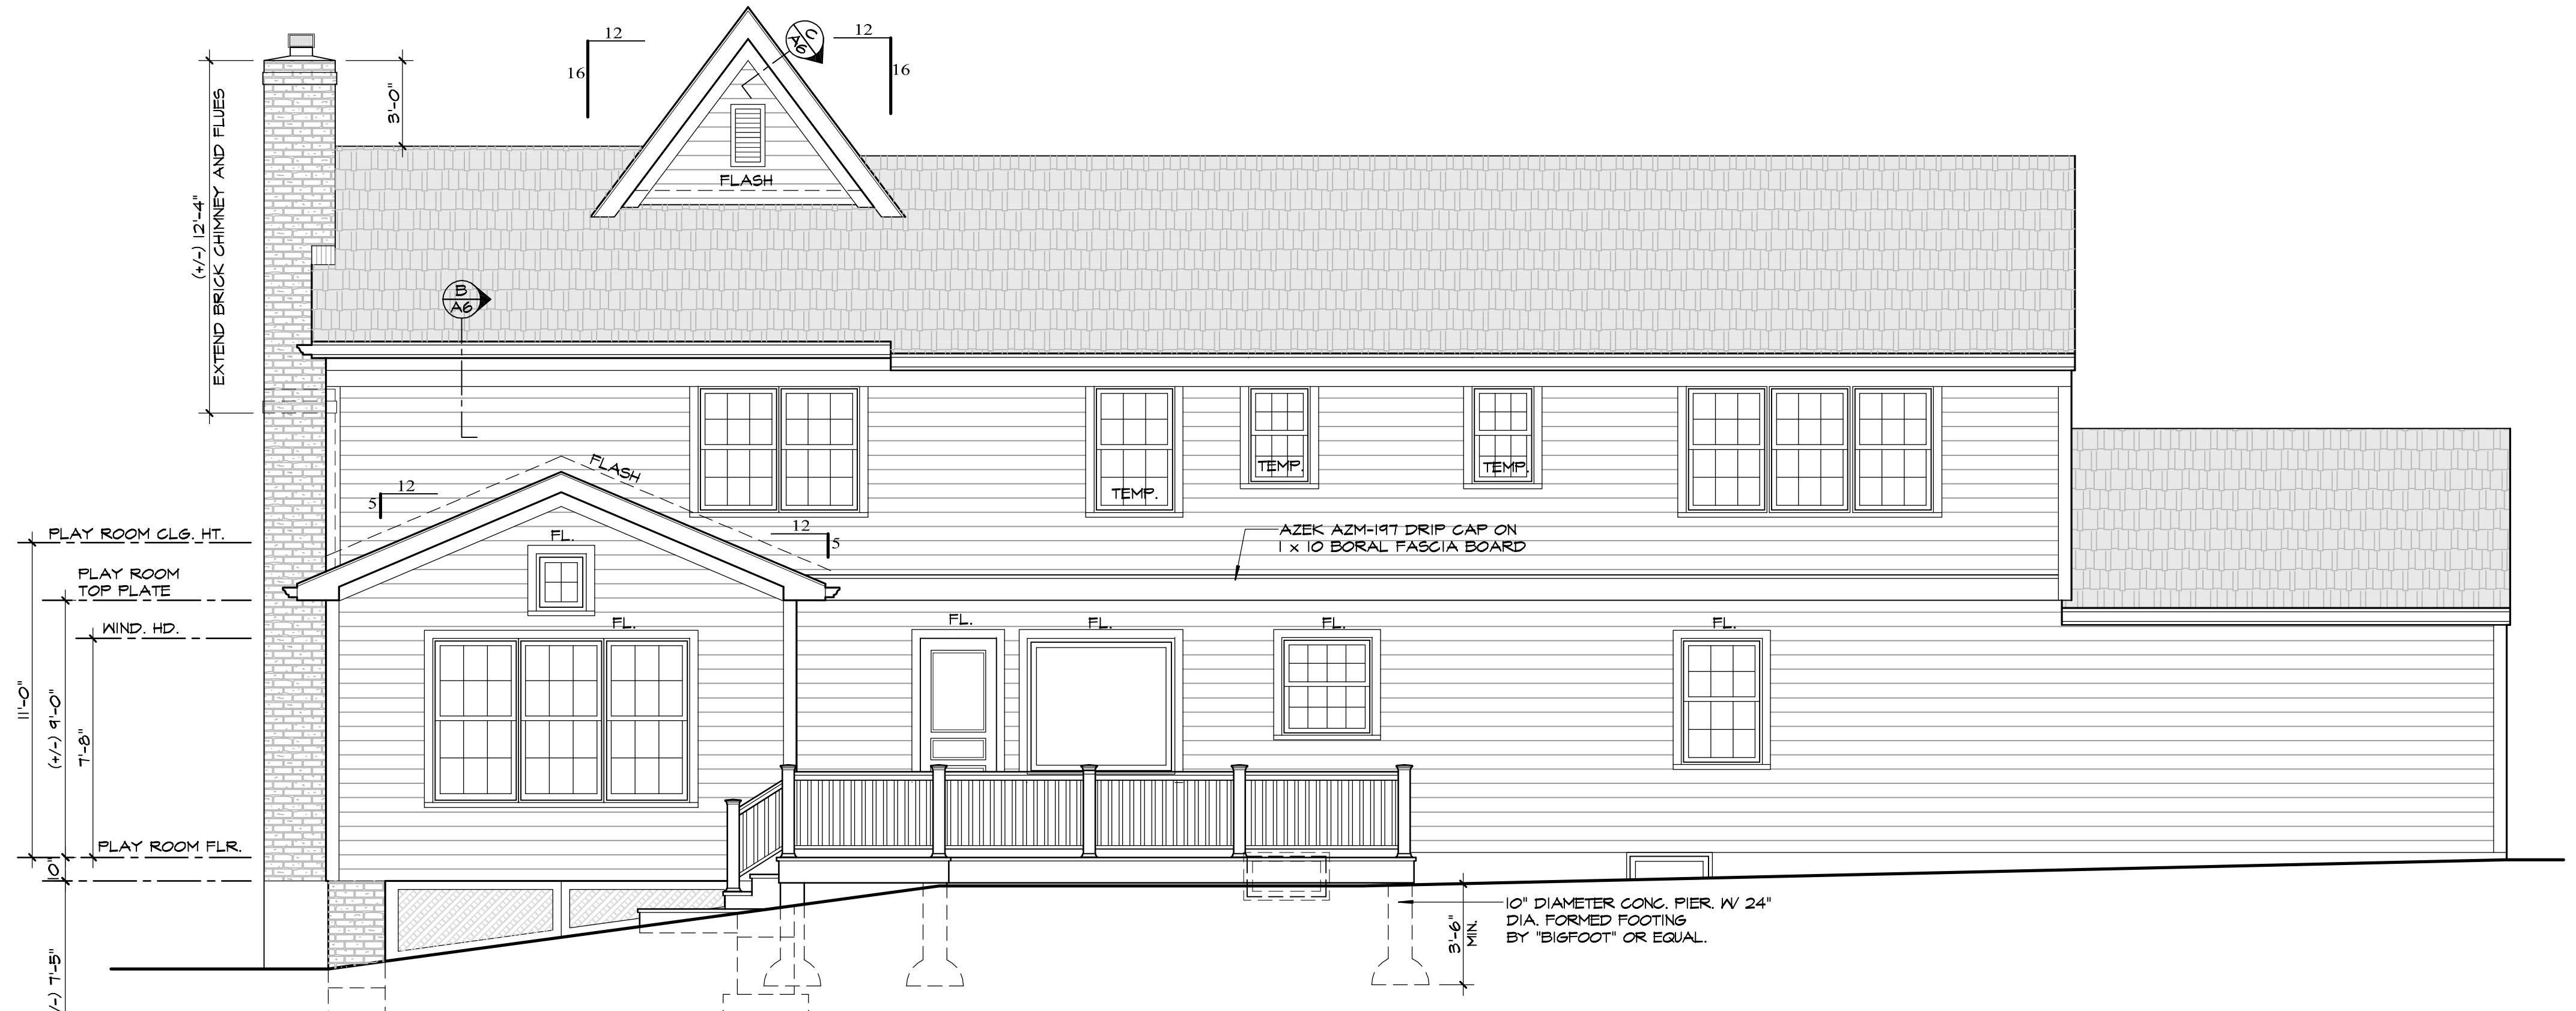 12
16
C
A6
12
16
3'-0"
(+/-) 12'-4"
EXTEND BRICK CHIMNEY AND FLUES
FLASH
B
A6
FLASH
12
5
12
5
TEMP.
TEMP.
TEMP.
AZEK AZM-197 DRIP CAP ON
1 x 10 BORAL FASCIA BOARD
PLAY ROOM CLG. HT.
PLAY ROOM
TOP PLATE
WIND. HD.
PLAY ROOM FLR.
11'-0"
(+/-) 9'-0"
7'-8"
10"
/-) 7'-5"
FL.
FL.
FL.
FL.
FL.
FL.
3'-6"
MIN.
10" DIAMETER CONC. PIER. W/ 24"
DIA. FORMED FOOTING
BY "BIGFOOT" OR EQUAL.